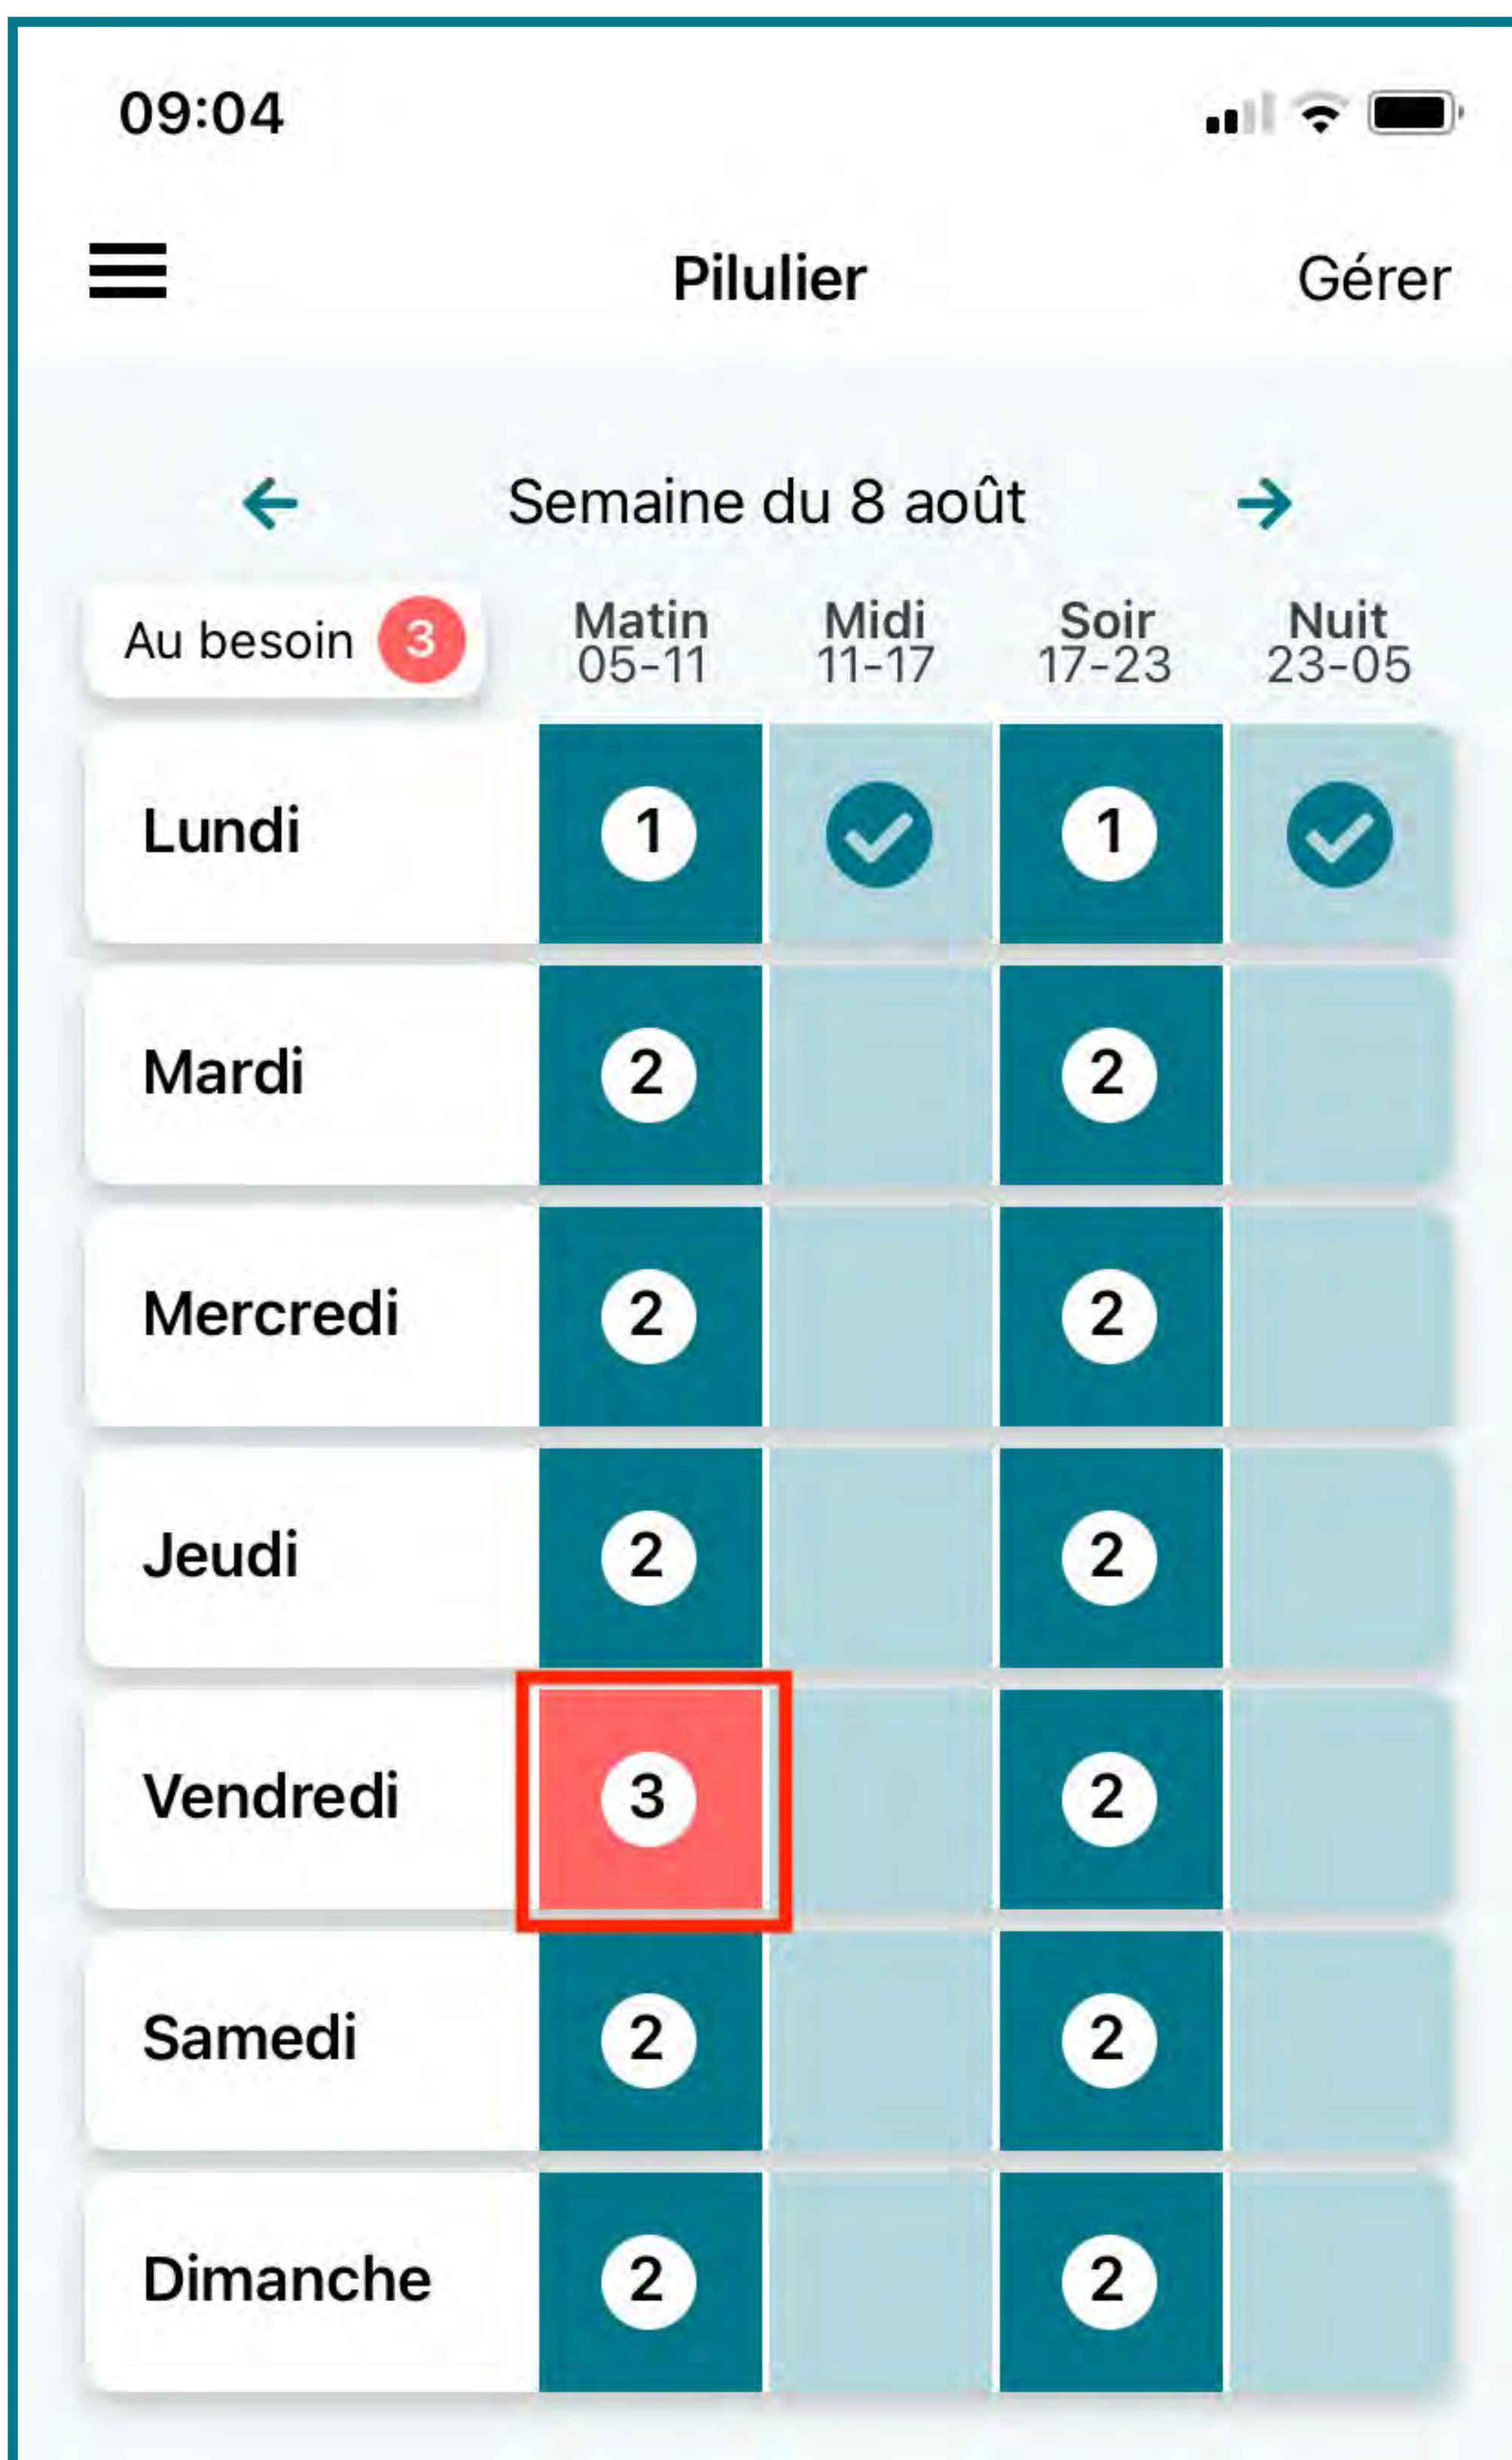 09:04
Pilulier Gérer
Semaine du 8 août
Au besoin 3 Matin Midi Soir Nuit
05-11 11-17 17-23 23-05
Lundi 1 1
Mardi 2 2
Mercredi 2 2
Jeudi 2 2
Vendredi 3 2
Samedi 2 2
Dimanche 2 2